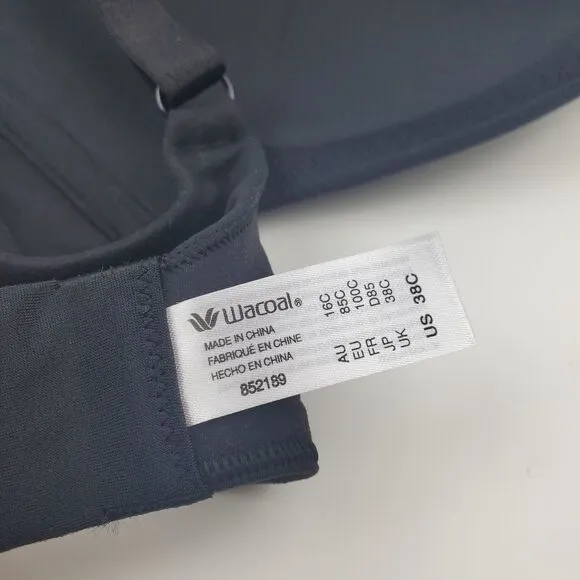 Wacoal®
MADE IN CHINA
FABRIQUÉ EN CHINE
HECHO EN CHINA
852189
AU 16C
EU 85C
FR 100C
JP D85
UK 38C
US 38C